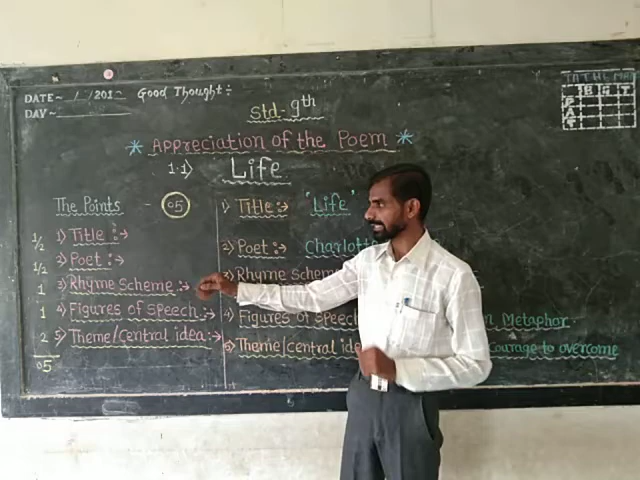 DATE~ 1/ /201 Good Thought:-
DAY~
Std. 9th
* Appreciation of the Poem *
1.1) Life.
The Points - 05
1/2 1) Title:→
1/2 2) Poet:→
1 3) Rhyme Scheme:→
1 4) Figures of speech:→
2 5) Theme/Central idea:→
05
1) Title:→ 'Life'
2) Poet:→ Charlotte
3) Rhyme Scheme
4) Figures of speech Metaphor.
5) Theme/Central idea Courage to overcome
B G T
P
A
T